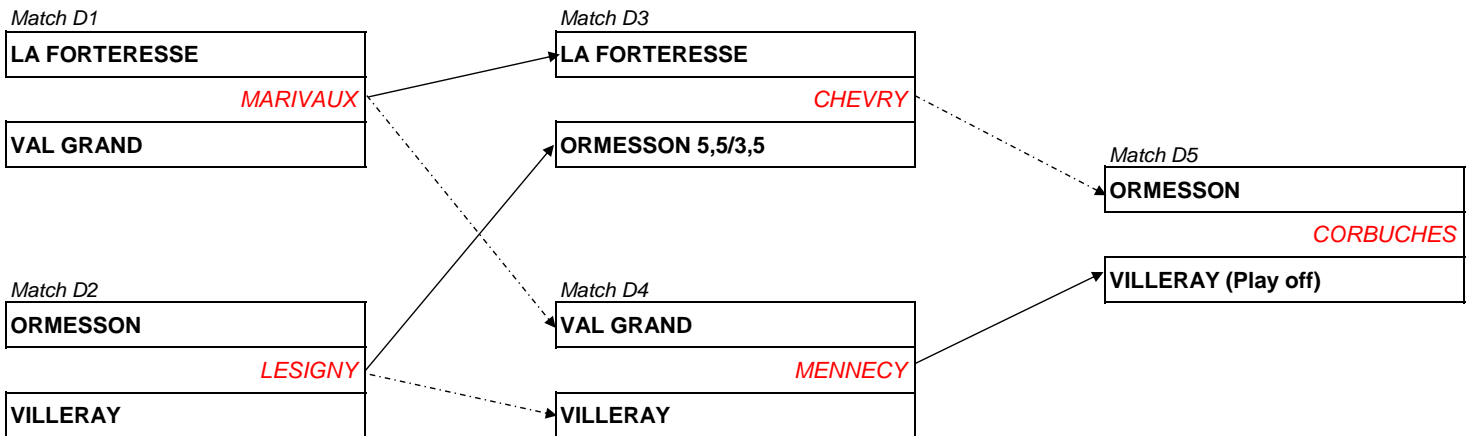 Match D1
LA FORTERESSE
MARIVAUX
VAL GRAND
Match D2
ORMESSON
LESIGNY
VILLERAY
Match D3
LA FORTERESSE
CHEVRY
ORMESSON 5,5/3,5
Match D4
VAL GRAND
MENNECY
VILLERAY
Match D5
ORMESSON
CORBUCHES
VILLERAY (Play off)